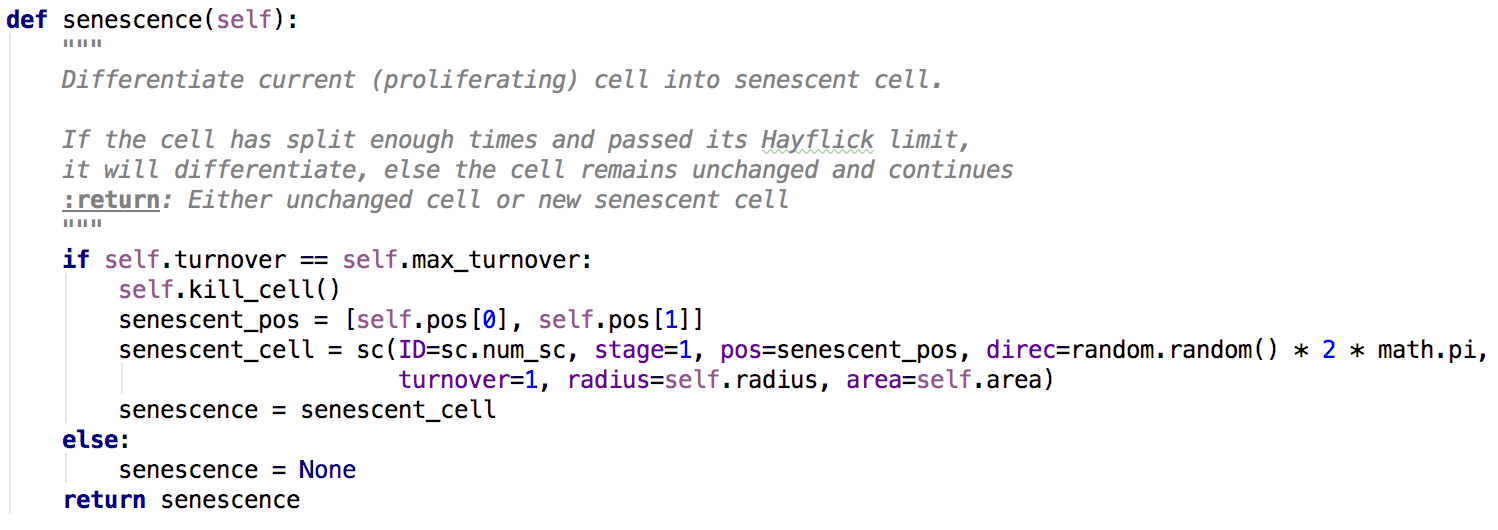 def senescence(self):
    """
    Differentiate current (proliferating) cell into senescent cell.

    If the cell has split enough times and passed its Hayflick limit,
    it will differentiate, else the cell remains unchanged and continues
    :return: Either unchanged cell or new senescent cell
    """
    if self.turnover == self.max_turnover:
        self.kill_cell()
        senescent_pos = [self.pos[0], self.pos[1]]
        senescent_cell = sc(ID=sc.num_sc, stage=1, pos=senescent_pos, direc=random.random() * 2 * math.pi,
                            turnover=1, radius=self.radius, area=self.area)
        senescence = senescent_cell
    else:
        senescence = None
    return senescence